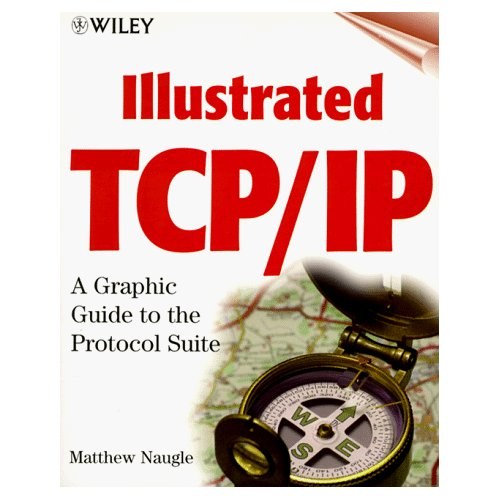 WILEY
Illustrated
TCP/IP
A Graphic
Guide to the
Protocol Suite
W
S
E
Matthew Naugle